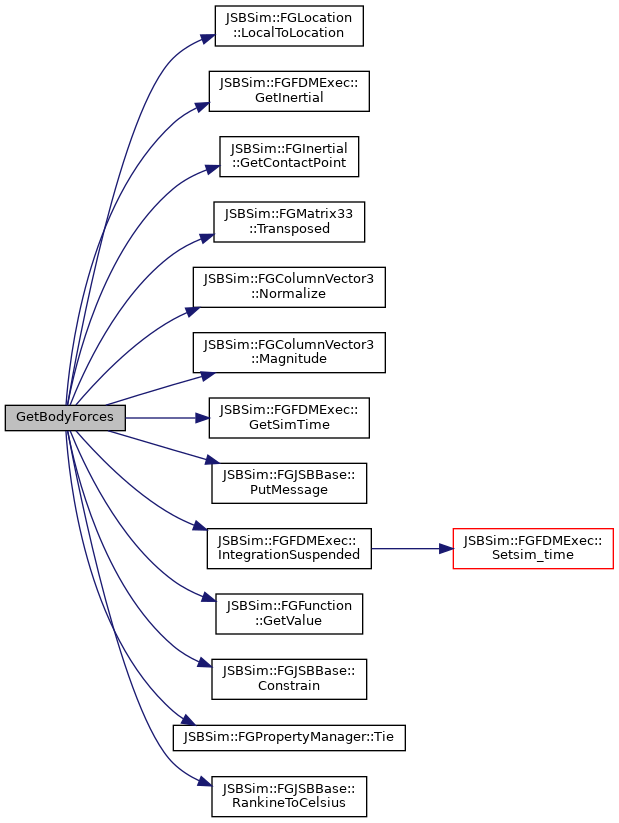 JSBSim::FGLocation
::LocalToLocation
JSBSim::FGFDMExec::
GetInertial
JSBSim::FGInertial
::GetContactPoint
JSBSim::FGMatrix33
::Transposed
JSBSim::FGColumnVector3
::Normalize
JSBSim::FGColumnVector3
::Magnitude
GetBodyForces
JSBSim::FGFDMExec::
GetSimTime
JSBSim::FGJSBBase::
PutMessage
JSBSim::FGFDMExec::
IntegrationSuspended
JSBSim::FGFDMExec::
Setsim_time
JSBSim::FGFunction
::GetValue
JSBSim::FGJSBBase::
Constrain
JSBSim::FGPropertyManager::Tie
JSBSim::FGJSBBase::
RankineToCelsius